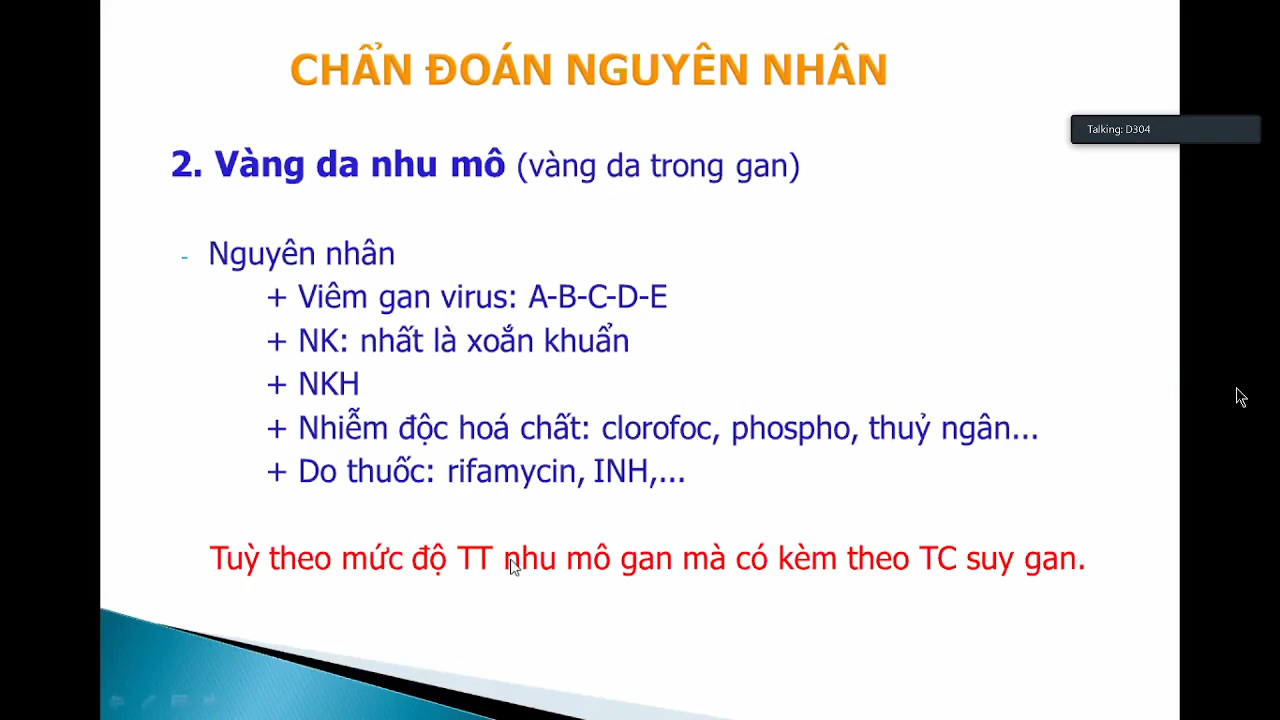 CHẨN ĐOÁN NGUYÊN NHÂN
Talking: D304
2. Vàng da nhu mô (vàng da trong gan)
- Nguyên nhân
+ Viêm gan virus: A-B-C-D-E
+ NK: nhất là xoắn khuẩn
+ NKH
+ Nhiễm độc hoá chất: clorofoc, phospho, thuỷ ngân...
+ Do thuốc: rifamycin, INH,...
Tuỳ theo mức độ TT nhu mô gan mà có kèm theo TC suy gan.